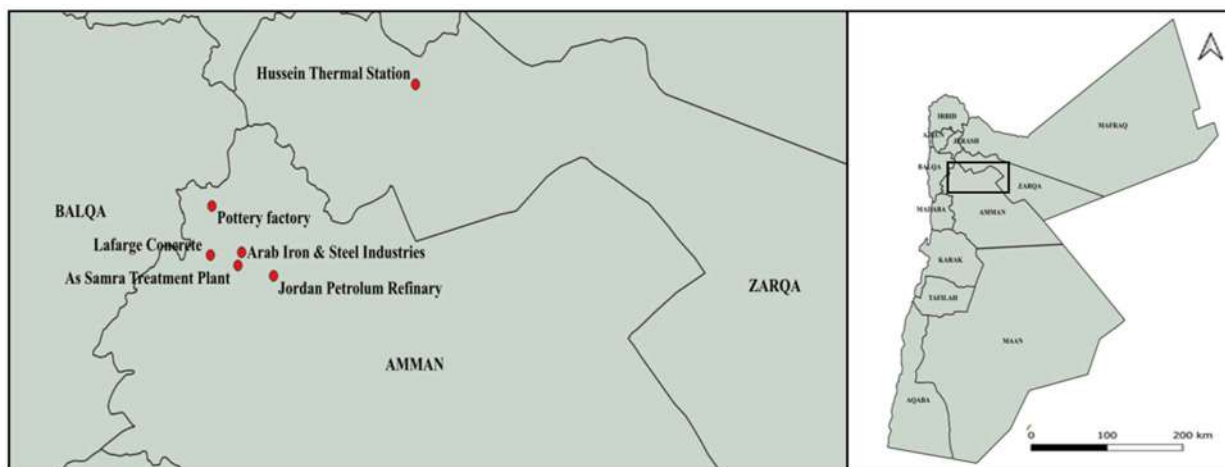 Hussein Thermal Station
BALQA
Pottery factory
Lafarge Concrete
Arab Iron & Steel Industries
As Samra Treatment Plant
Jordan Petrolum Refinary
ZARQA
AMMAN
IRBID
MAFRAQ
AJLUN
JERASH
BALQA
ZARQA
MADABA
AMMAN
KARAK
TAFILAH
MAAN
AQABA
0 100 200 km